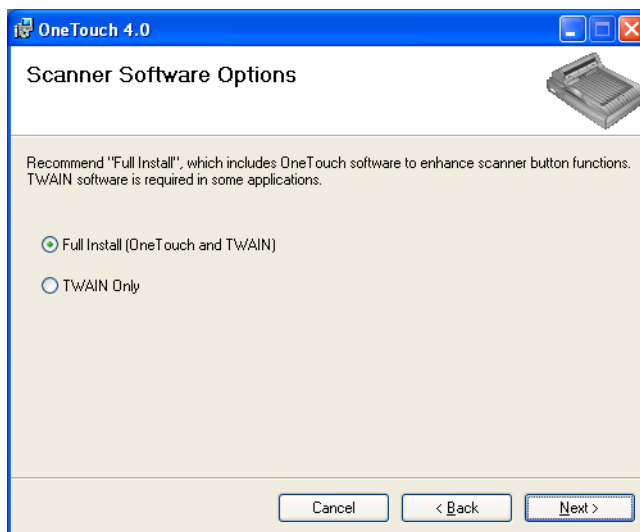 OneTouch 4.0
Scanner Software Options
Recommend "Full Install", which includes OneTouch software to enhance scanner button functions.
TWAIN software is required in some applications.
Full Install (OneTouch and TWAIN)
TWAIN Only
Cancel
< Back
Next >